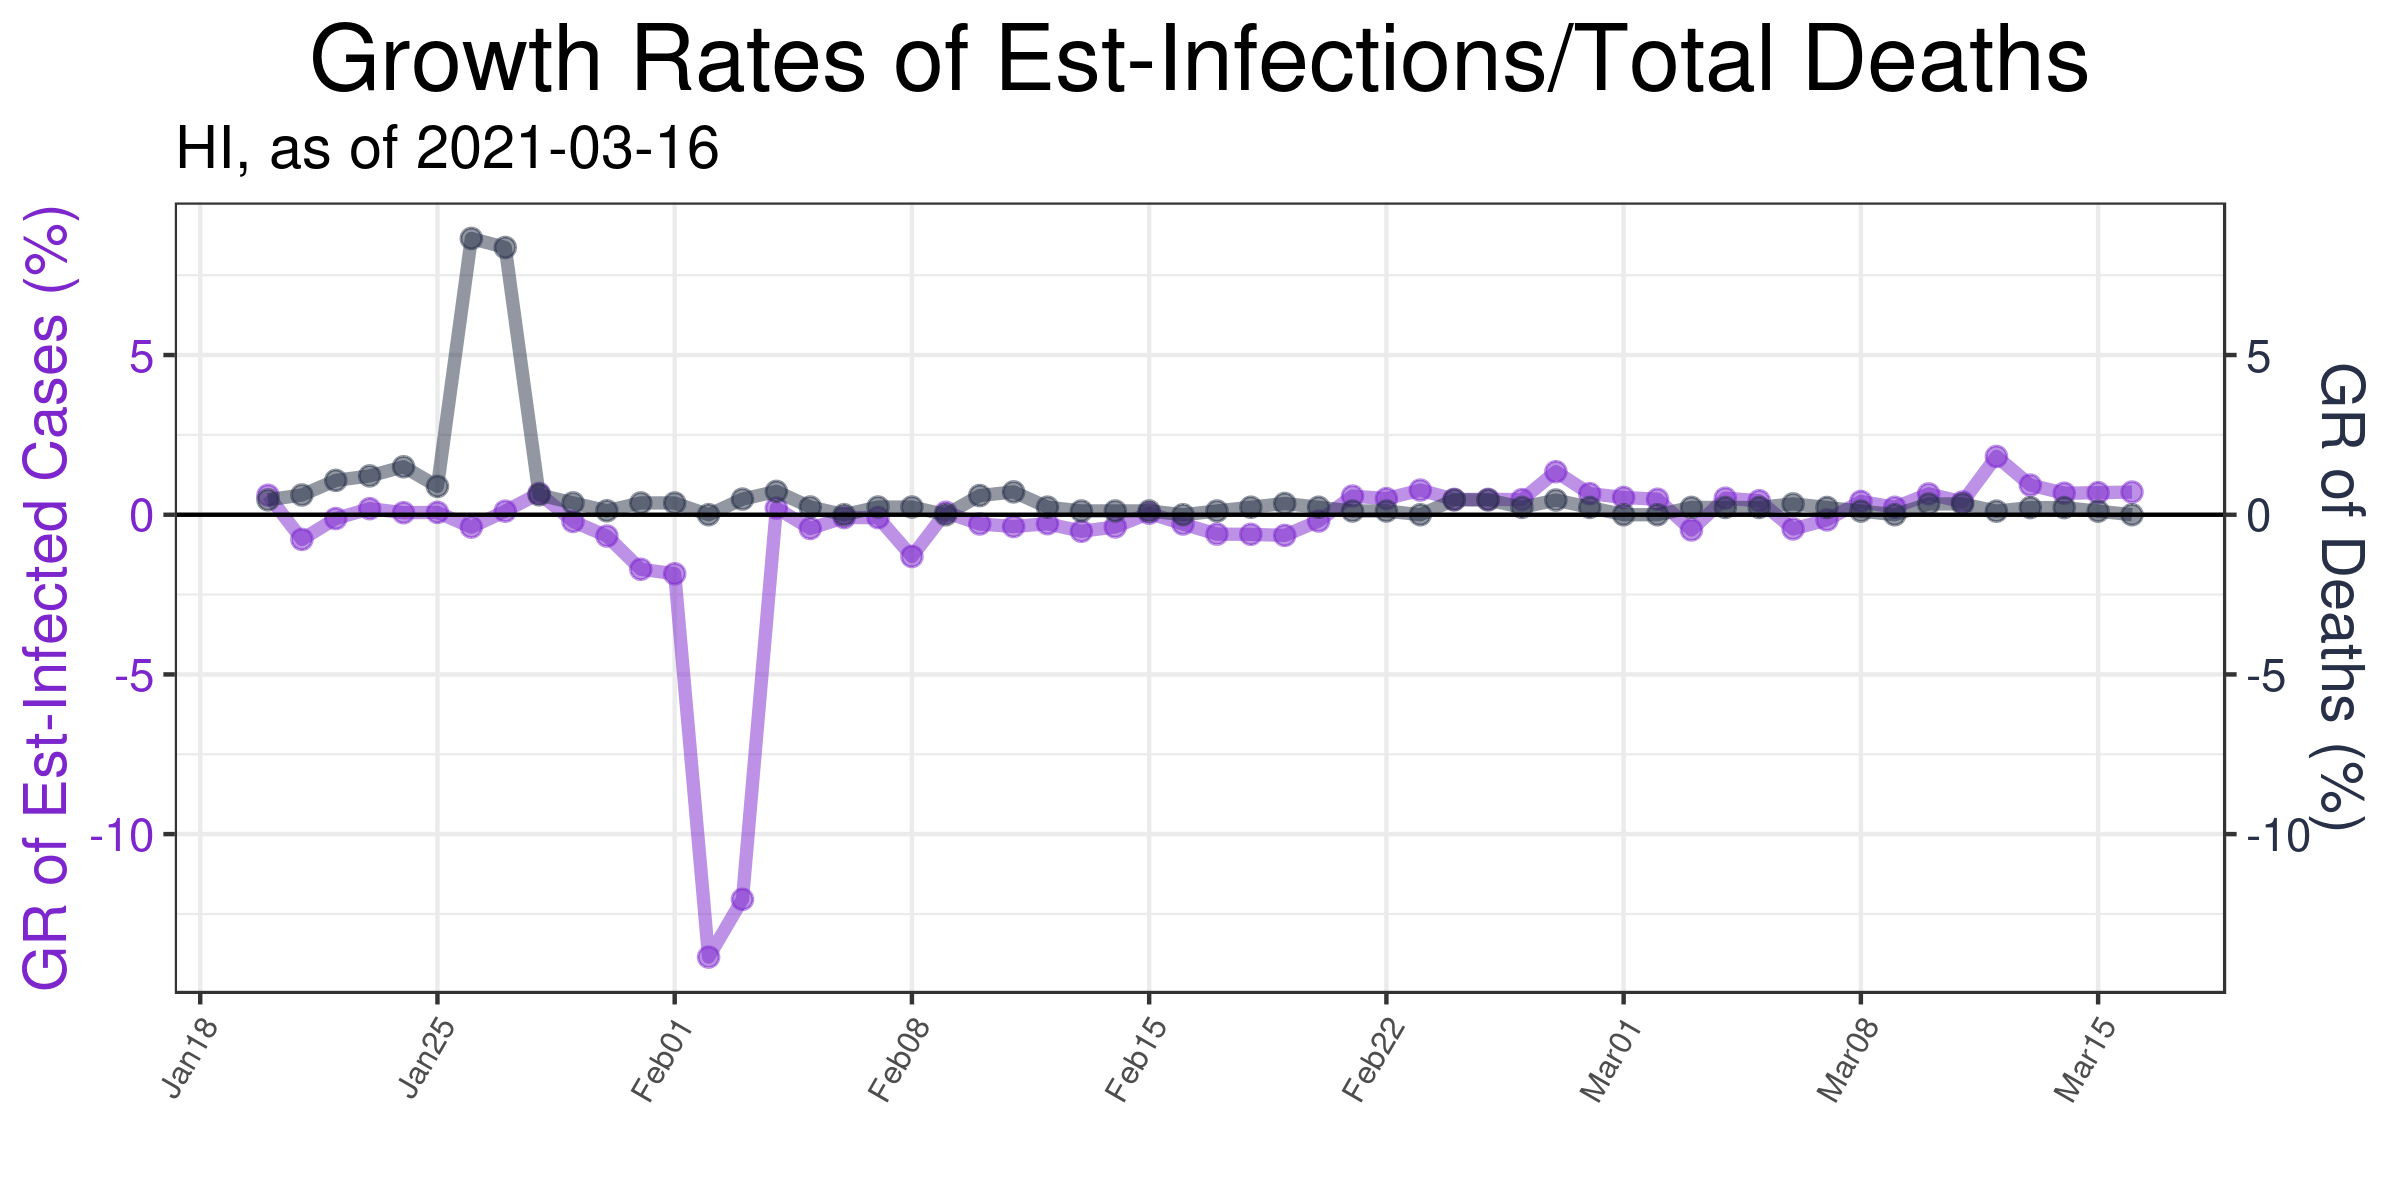 Growth Rates of Est-Infections/Total Deaths
HI, as of 2021-03-16
GR of Est-Infected Cases (%)
5
0
-5
-10
5
0
-5
-10
GR of Deaths (%)
Jan18
Jan25
Feb01
Feb08
Feb15
Feb22
Mar01
Mar08
Mar15